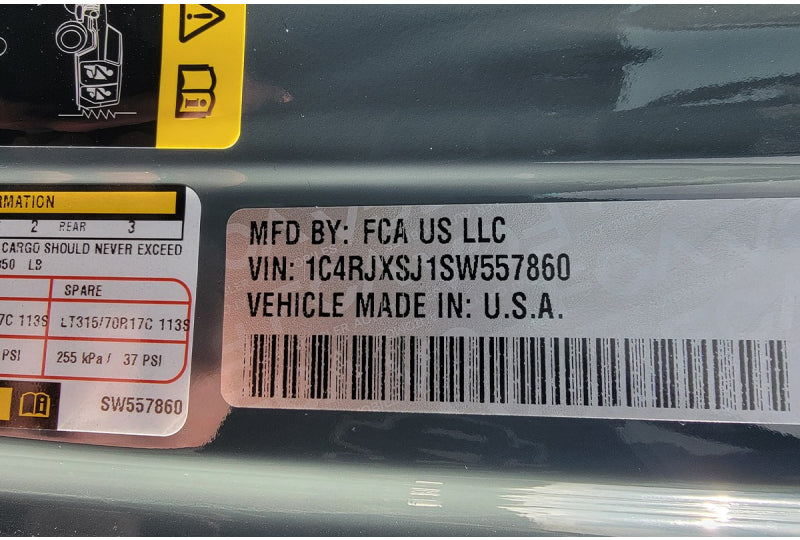 RMATION
2 REAR 3
CARGO SHOULD NEVER EXCEED
350 LS
SPARE
7C 113S LT315/70R17C 113S
PSI 255 kPa / 37 PSI
SW557860
MFD BY: FCA US LLC
VIN: 1C4RJXSJ1SW557860
VEHICLE MADE IN: U.S.A.